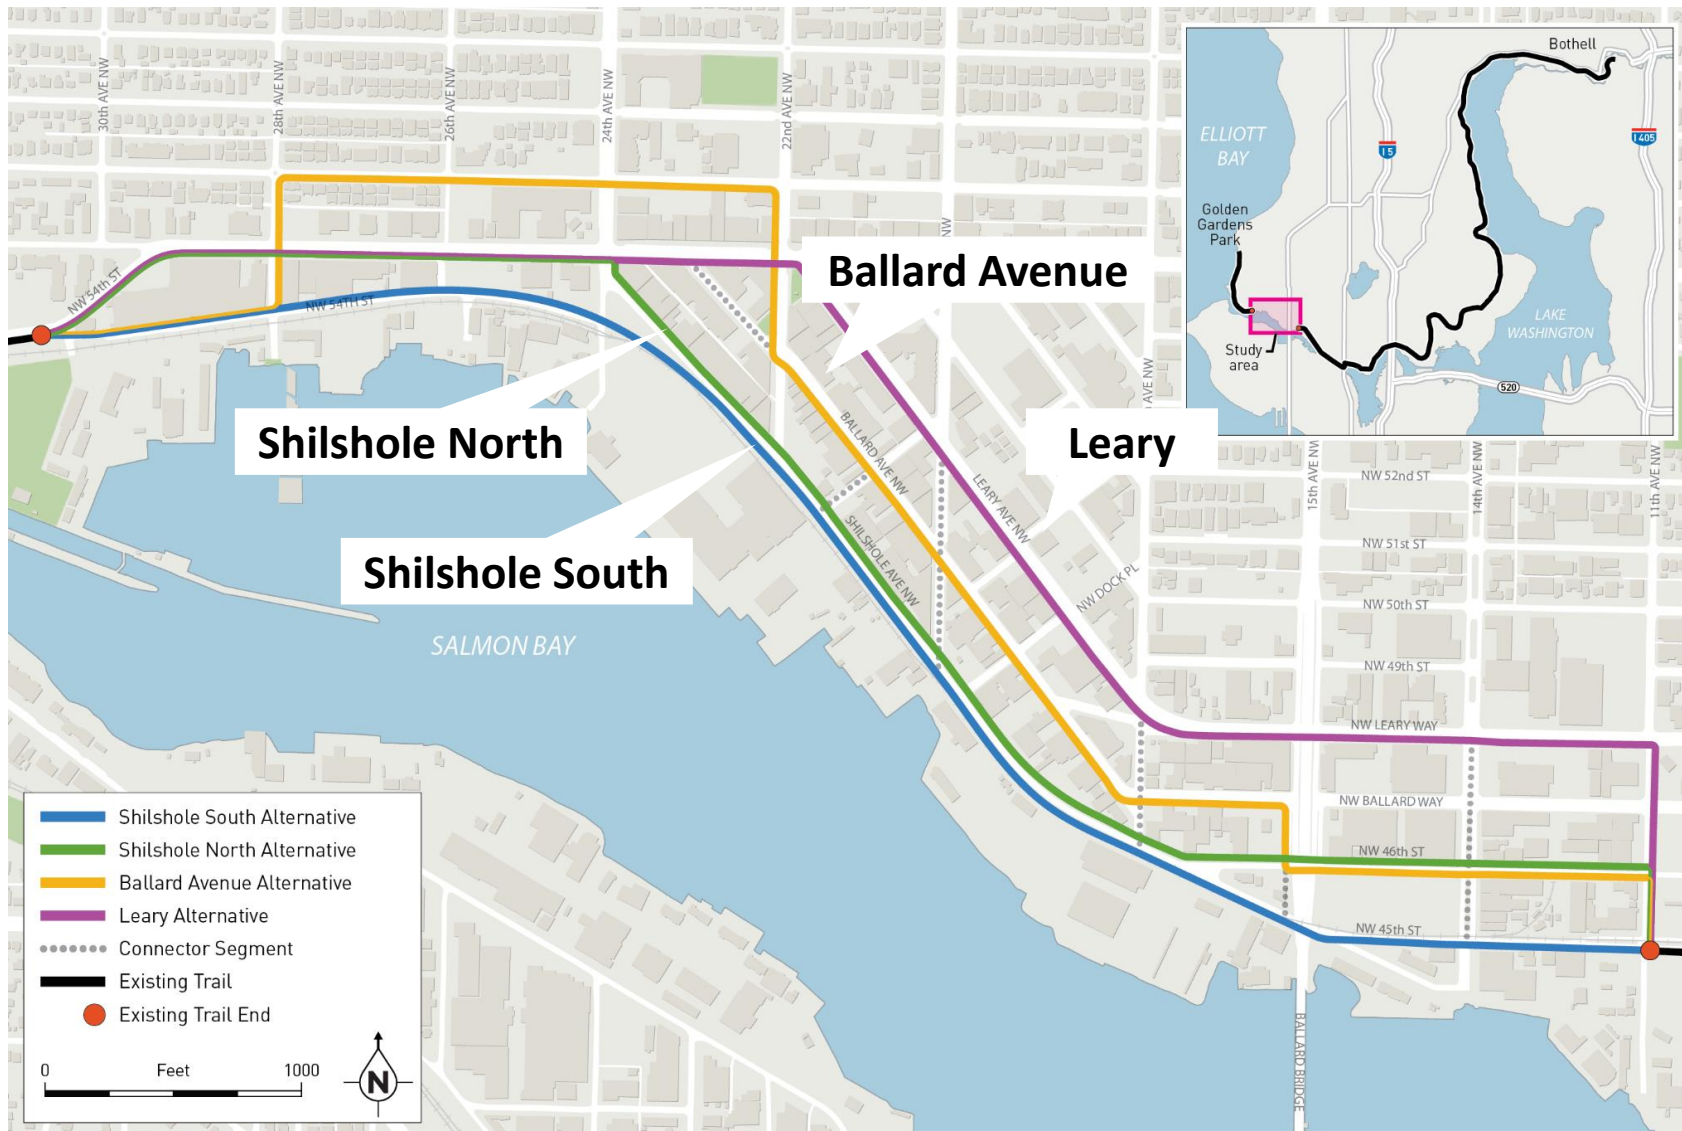 30th AVE NW
28th AVE NW
26th AVE NW
24th AVE NW
22nd AVE NW
Bothell
ELLIOTT
BAY
I 5
I 405
Golden
Gardens
Park
Study
area
LAKE
WASHINGTON
520
NW 54th ST
NW 54TH ST
AVE NW
Ballard Avenue
AVE NW
Shilshole North
Leary
BALLARD AVE NW
LEARY AVE NW
15th AVE NW
14th AVE NW
11th AVE NW
NW 52nd ST
Shilshole South
SHILSHOLE AVE NW
NW 51st ST
NW DOCK PL
NW 50th ST
SALMON BAY
NW 49th ST
NW LEARY WAY
NW BALLARD WAY
NW 46th ST
NW 45th ST
BALLARD BRIDGE
Shilshole South Alternative
Shilshole North Alternative
Ballard Avenue Alternative
Leary Alternative
Connector Segment
Existing Trail
Existing Trail End
0 Feet 1000
N